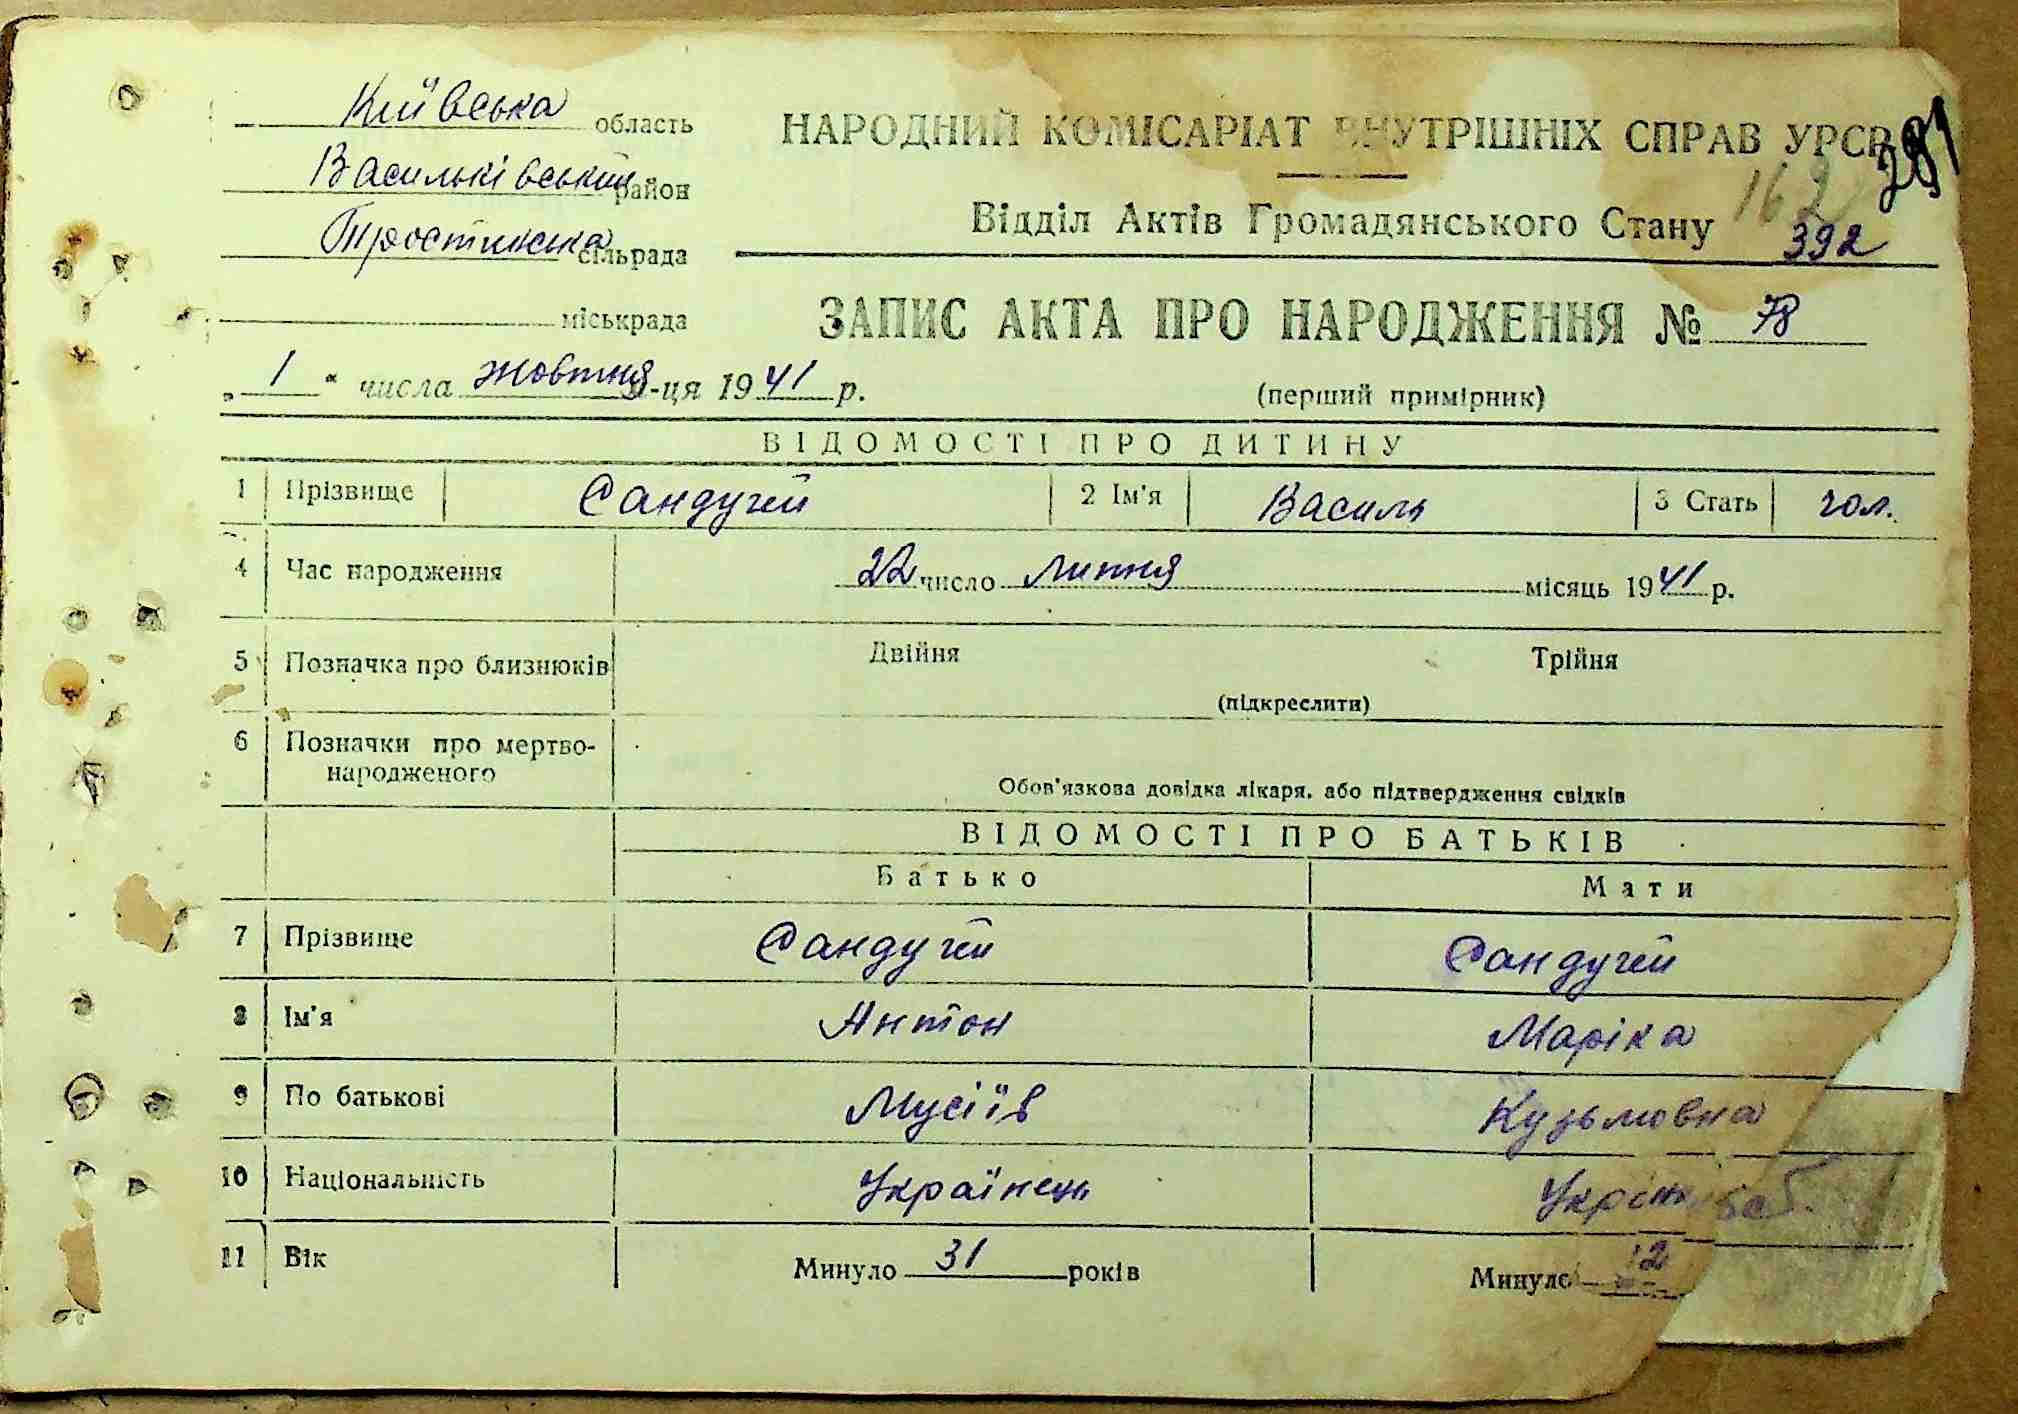 Київська область
Васильківський район
Тростинська сільрада
міськрада
НАРОДНИЙ КОМІСАРІАТ ВНУТРІШНІХ СПРАВ УРСР
291
162
Відділ Актів Громадянського Стану
392
ЗАПИС АКТА ПРО НАРОДЖЕННЯ № 78
„ 1 “ числа жовтня м-ця 1941 р.
(перший примірник)
ВІДОМОСТІ ПРО ДИТИНУ
1 Прізвище Сандугей 2 Ім'я Василь 3 Стать чол.
4 Час народження 22 число липня місяць 1941 р.
5 Позначка про близнюків Двійня Трійня
(підкреслити)
6 Позначки про мертво-
народженого
Обов'язкова довідка лікаря, або підтвердження свідків
ВІДОМОСТІ ПРО БАТЬКІВ
Батько Мати
7 Прізвище Сандугей Сандугей
8 Ім'я Антон Маріка
9 По батькові Мусіїв Кузьмовна
10 Національність Українець
11 Вік Минуло 31 років Минуло